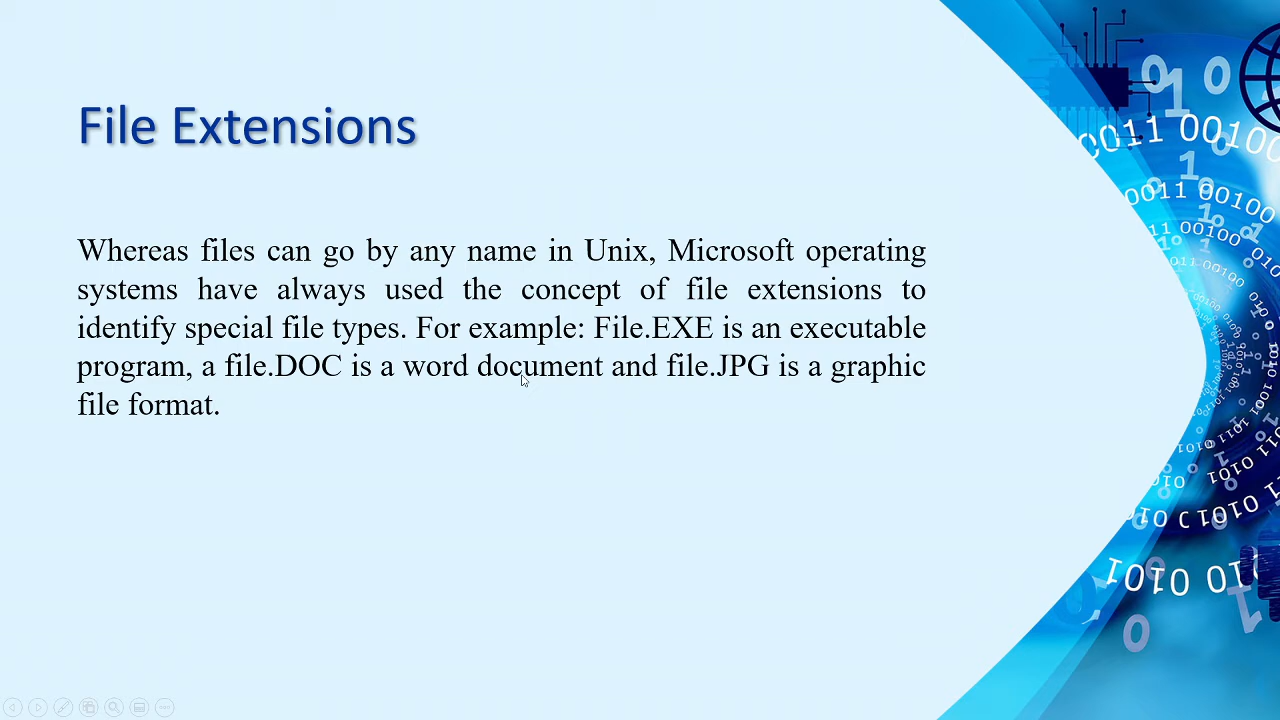 File Extensions
Whereas files can go by any name in Unix, Microsoft operating
systems have always used the concept of file extensions to
identify special file types. For example: File.EXE is an executable
program, a file.DOC is a word document and file.JPG is a graphic
file format.